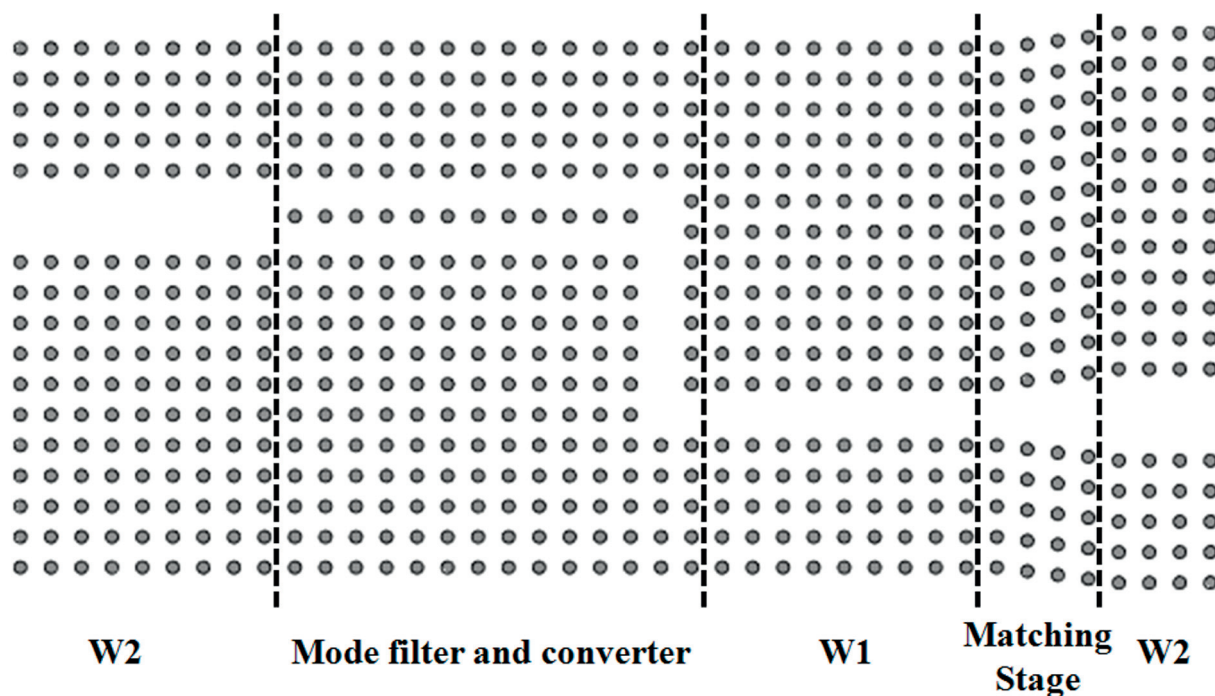 W2
Mode filter and converter
W1
Matching
Stage
W2